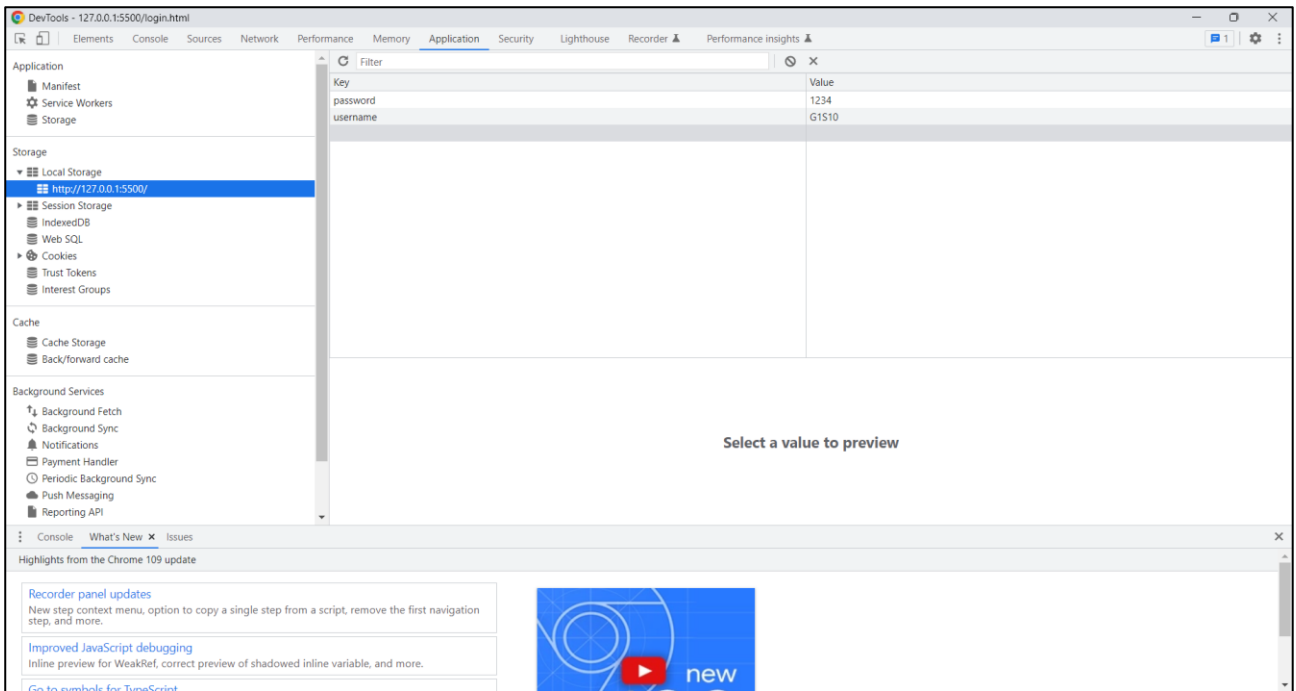 DevTools - 127.0.0.1:5500/login.html
Elements Console Sources Network Performance Memory Application Security Lighthouse Recorder Performance insights 1
Application
Manifest
Service Workers
Storage
Storage
Local Storage
http://127.0.0.1:5500/
Session Storage
IndexedDB
Web SQL
Cookies
Trust Tokens
Interest Groups
Cache
Cache Storage
Back/forward cache
Background Services
Background Fetch
Background Sync
Notifications
Payment Handler
Periodic Background Sync
Push Messaging
Reporting API
Filter
Key Value
password 1234
username G1S10
Select a value to preview
Console What's New Issues
Highlights from the Chrome 109 update
Recorder panel updates
New step context menu, option to copy a single step from a script, remove the first navigation
step, and more.
Improved JavaScript debugging
Inline preview for WeakRef, correct preview of shadowed inline variable, and more.
Go to symbols for TypeScript
new